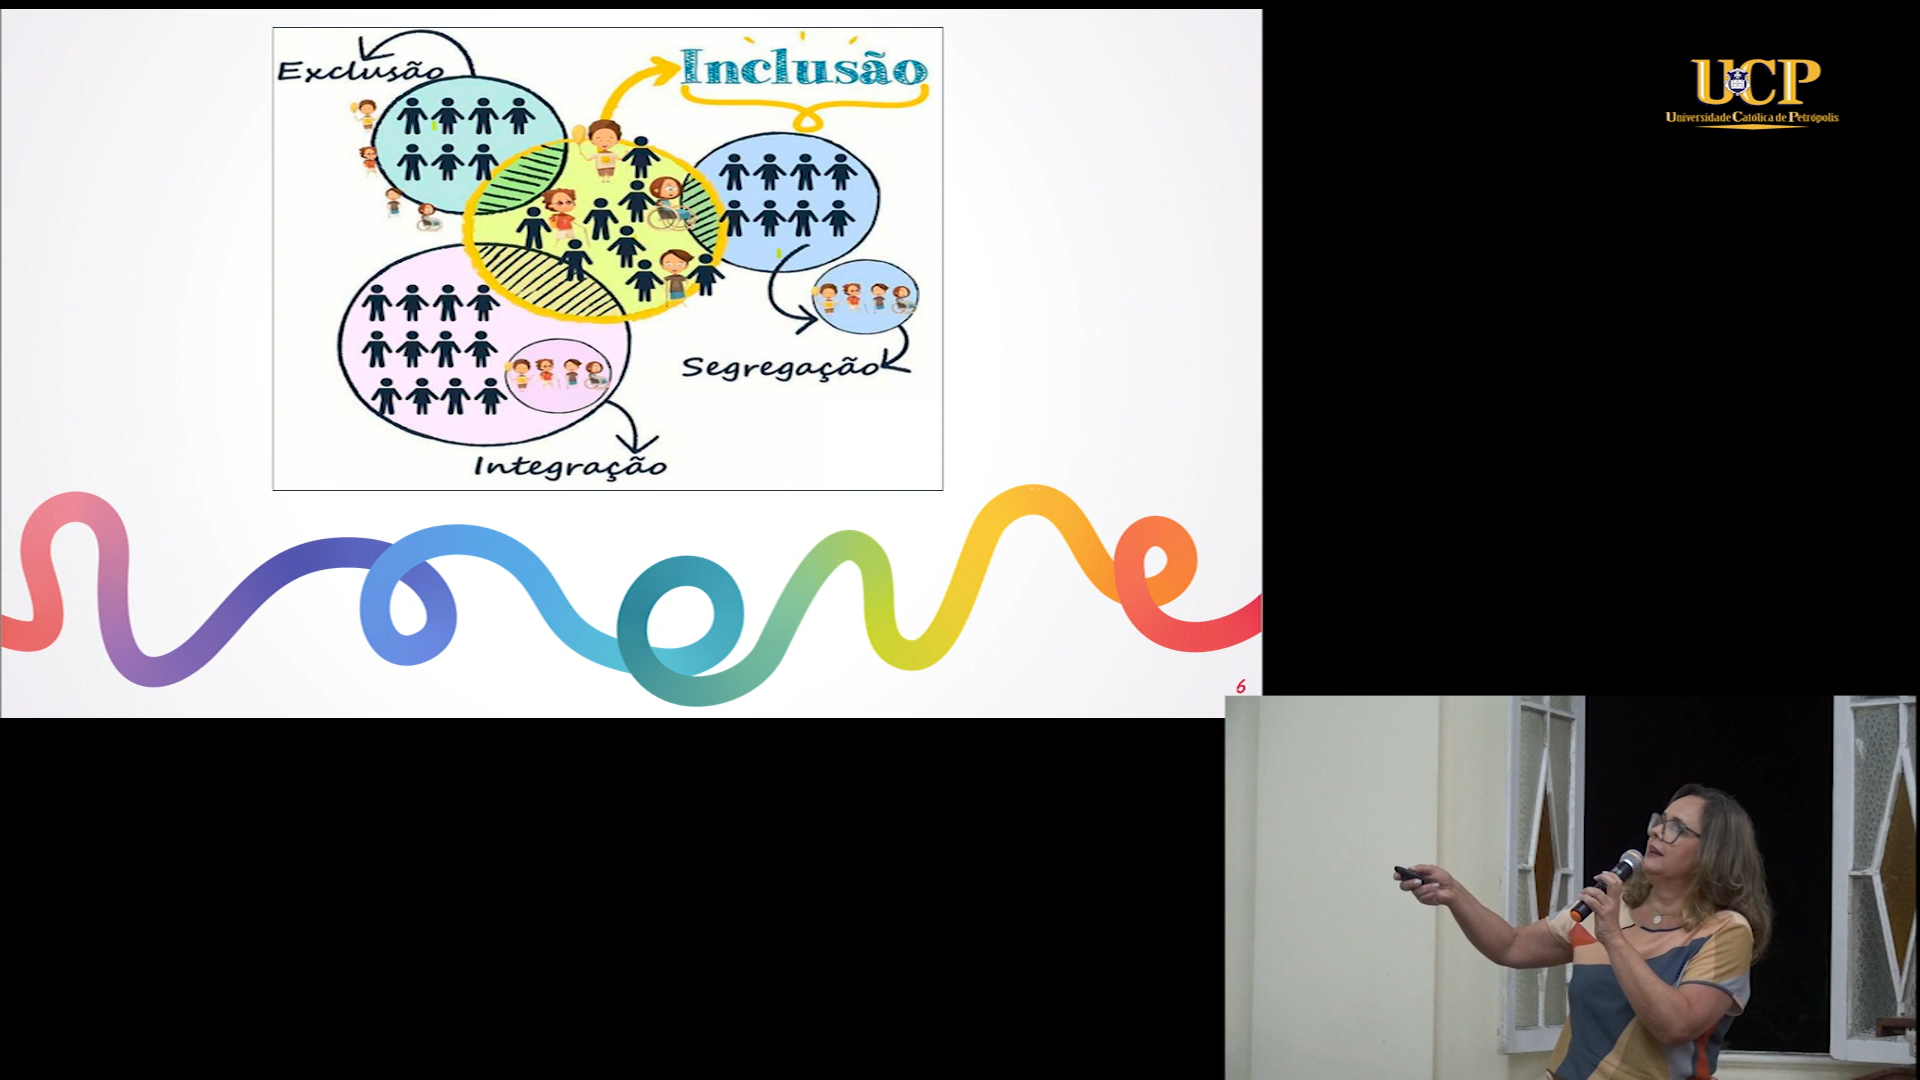 Exclusão
Inclusão
Segregação
Integração
6
UCP
Universidade Católica de Petrópolis